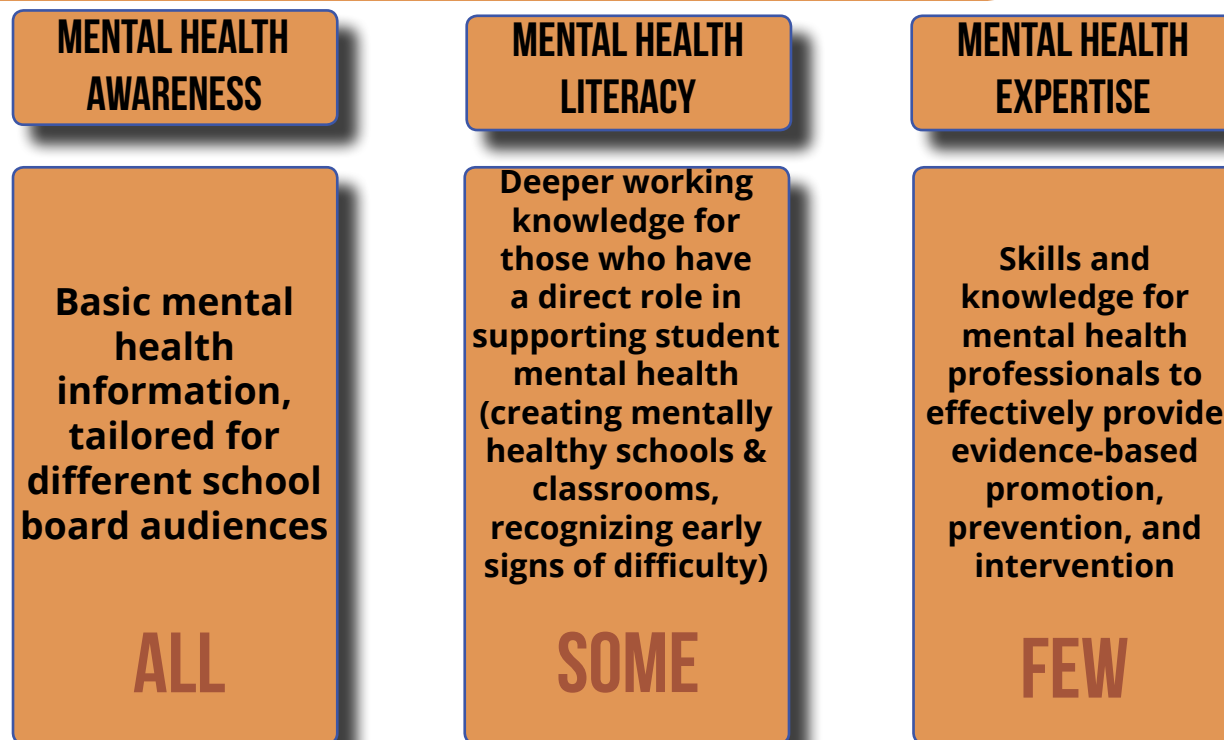 MENTAL HEALTH
AWARENESS
Basic mental
health
information,
tailored for
different school
board audiences
ALL
MENTAL HEALTH
LITERACY
Deeper working
knowledge for
those who have
a direct role in
supporting student
mental health
(creating mentally
healthy schools &
classrooms,
recognizing early
signs of difficulty)
SOME
MENTAL HEALTH
EXPERTISE
Skills and
knowledge for
mental health
professionals to
effectively provide
evidence-based
promotion,
prevention, and
intervention
FEW